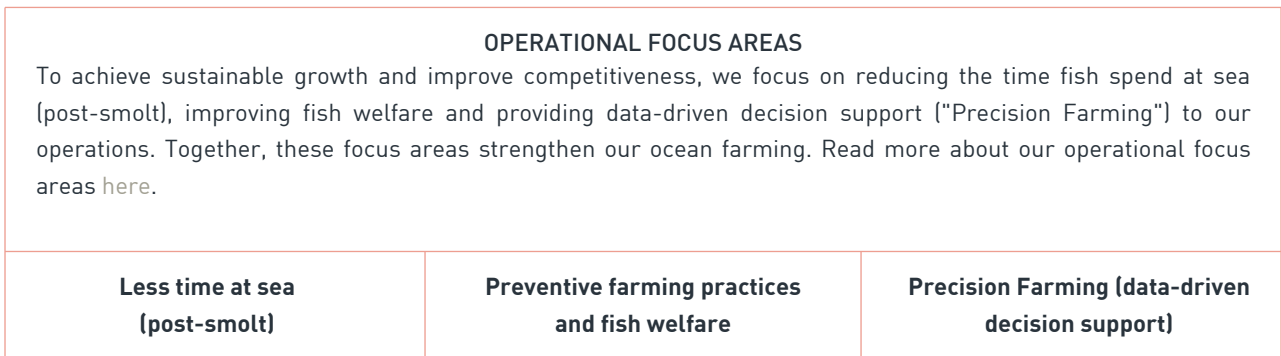 OPERATIONAL FOCUS AREAS
To achieve sustainable growth and improve competitiveness, we focus on reducing the time fish spend at sea
(post-smolt), improving fish welfare and providing data-driven decision support ("Precision Farming") to our
operations. Together, these focus areas strengthen our ocean farming. Read more about our operational focus
areas here.
Less time at sea
(post-smolt)
Preventive farming practices
and fish welfare
Precision Farming (data-driven
decision support)